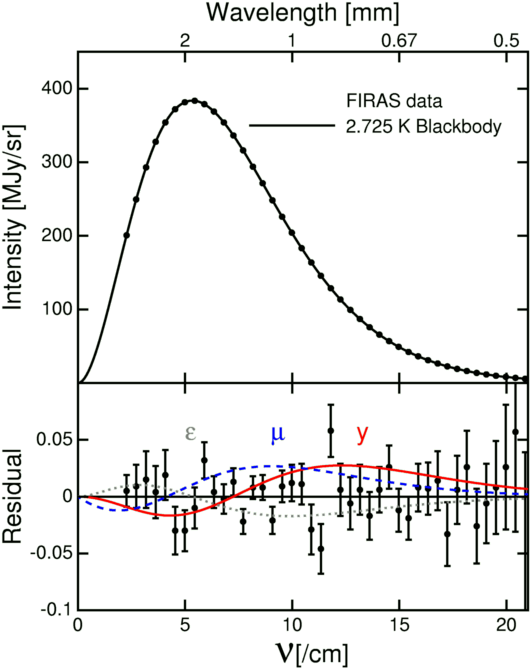 Wavelength [mm]
2 1 0.67 0.5
400
300
200
100
Intensity [MJy/sr]
FIRAS data
2.725 K Blackbody
ε μ y
0.05
0
-0.05
-0.1
Residual
0 5 10 15 20
ν[/cm]